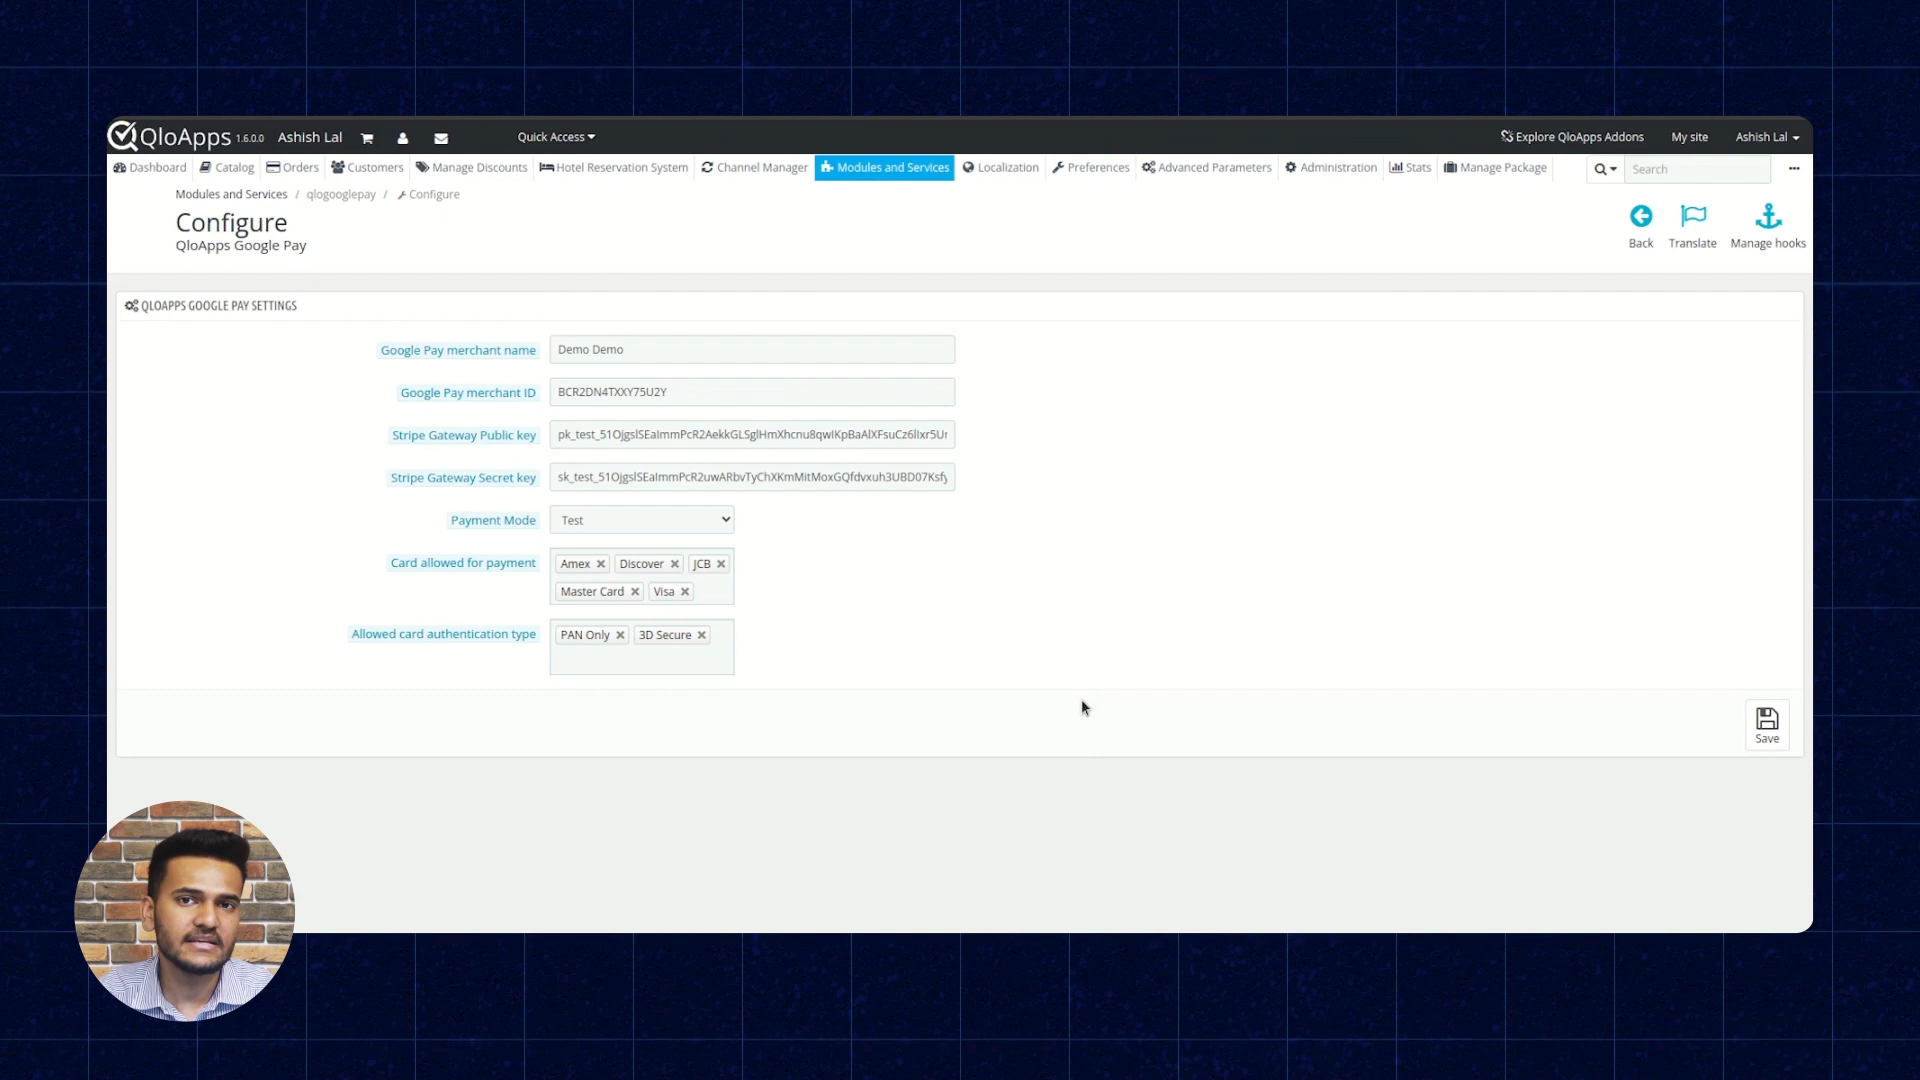 QloApps 1.6.0.0 Ashish Lal Quick Access Explore QloApps Addons My site Ashish Lal
Dashboard Catalog Orders Customers Manage Discounts Hotel Reservation System Channel Manager Modules and Services Localization Preferences Advanced Parameters Administration Stats Manage Package Search
Modules and Services / qlogooglepay / Configure
Configure
QloApps Google Pay
Back Translate Manage hooks
QLOAPPS GOOGLE PAY SETTINGS
Google Pay merchant name Demo Demo
Google Pay merchant ID BCR2DN4TXXY75U2Y
Stripe Gateway Public key
Stripe Gateway Secret key
Payment Mode Test
Card allowed for payment Amex Discover JCB
Master Card Visa
Allowed card authentication type PAN Only 3D Secure
Save